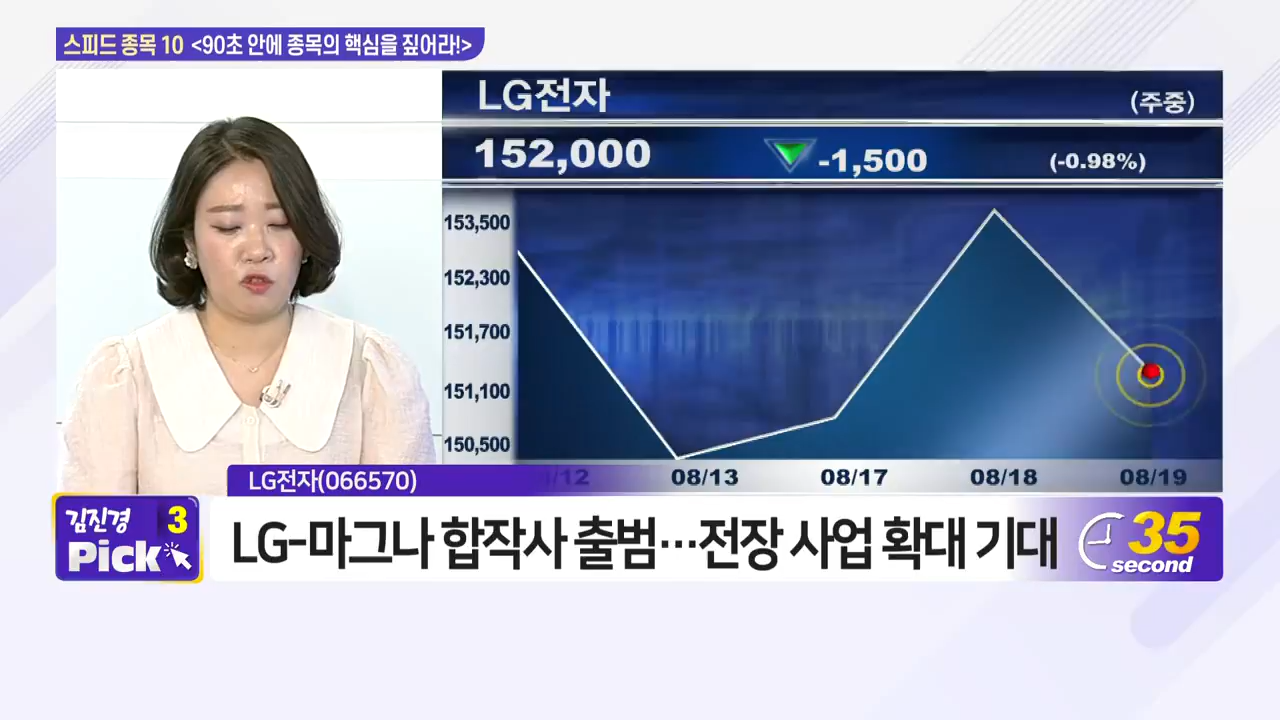 스피드 종목 10 <90초 안에 종목의 핵심을 짚어라!>
LG전자 (주중)
152,000 -1,500 (-0.98%)
153,500
152,300
151,700
151,100
150,500
/12 08/13 08/17 08/18 08/19
LG전자(066570)
김진경 3
Pick
LG-마그나 합작사 출범…전장 사업 확대 기대
35
second